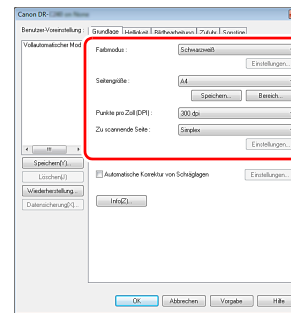 Canon DR-
Benutzer-Voreinstellung :
Vollautomatischer Mod
Speichern(Y)...
Löschen(J)
Wiederherstellung...
Datensicherung(X)...
Grundlage Helligkeit Bildbearbeitung Zufuhr Sonstige
Farbmodus :
Schwarzweiß
Einstellungen...
Seitengröße :
A4
Speichern... Bereich...
Punkte pro Zoll (DPI) :
300 dpi
Zu scannende Seite :
Simplex
Einstellungen...
Automatische Korrektur von Schräglagen
Einstellungen...
Info(Z)...
OK Abbrechen Vorgabe Hilfe